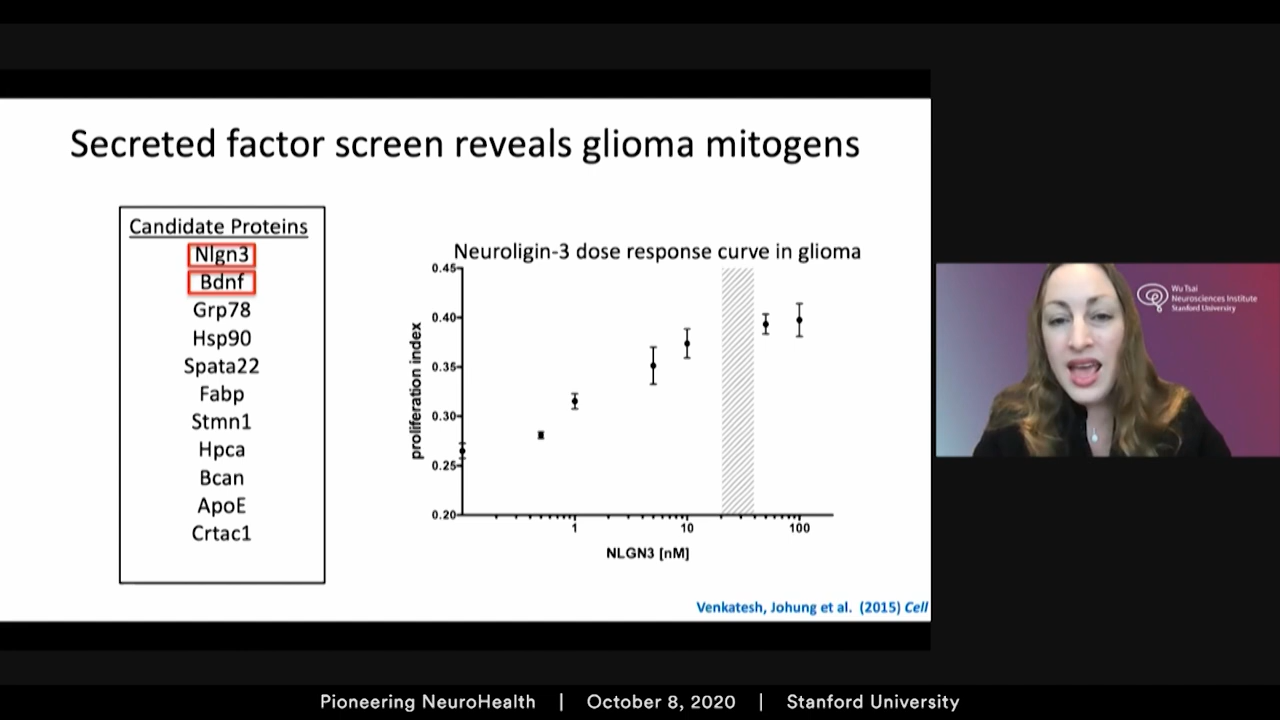 Secreted factor screen reveals glioma mitogens
Candidate Proteins
Nlgn3
Bdnf
Grp78
Hsp90
Spata22
Fabp
Stmn1
Hpca
Bcan
ApoE
Crtac1
Neuroligin-3 dose response curve in glioma
proliferation index
0.45
0.40
0.35
0.30
0.25
0.20
1 10 100
NLGN3 [nM]
Venkatesh, Johung et al. (2015) Cell
Wu Tsai
Neurosciences Institute
Stanford University
Pioneering NeuroHealth | October 8, 2020 | Stanford University